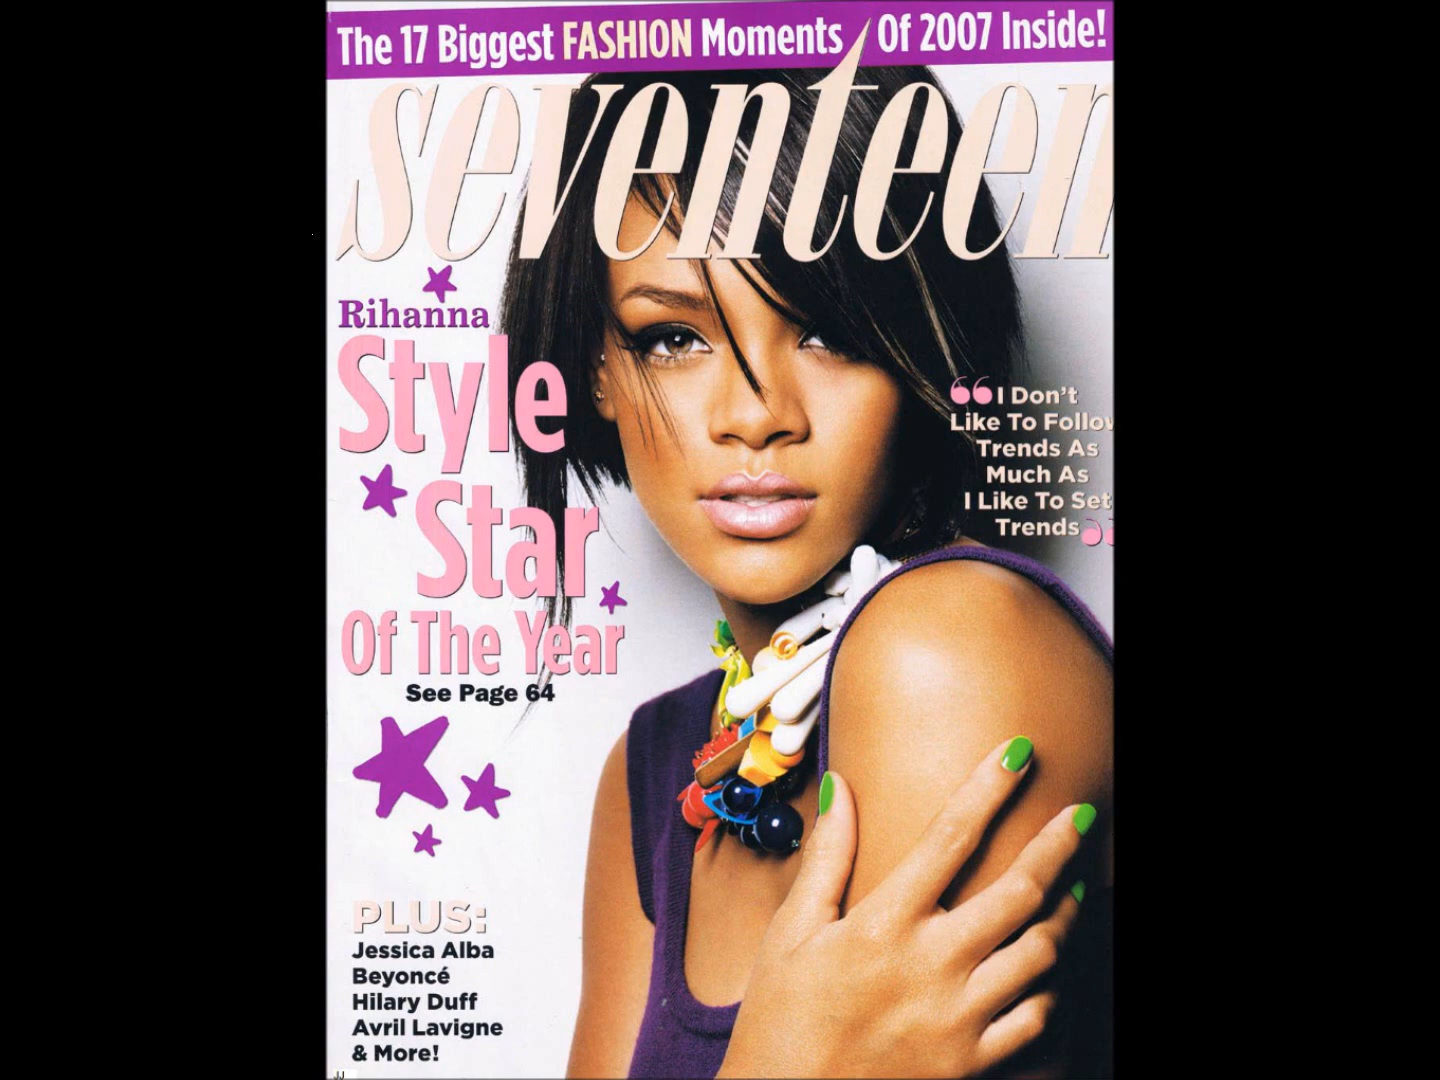 The 17 Biggest FASHION Moments Of 2007 Inside!
seventeen
Rihanna
Style
Star
Of The Year
See Page 64
❝I Don't
Like To Follow
Trends As
Much As
I Like To Set
Trends❞
PLUS:
Jessica Alba
Beyoncé
Hilary Duff
Avril Lavigne
& More!
JJ